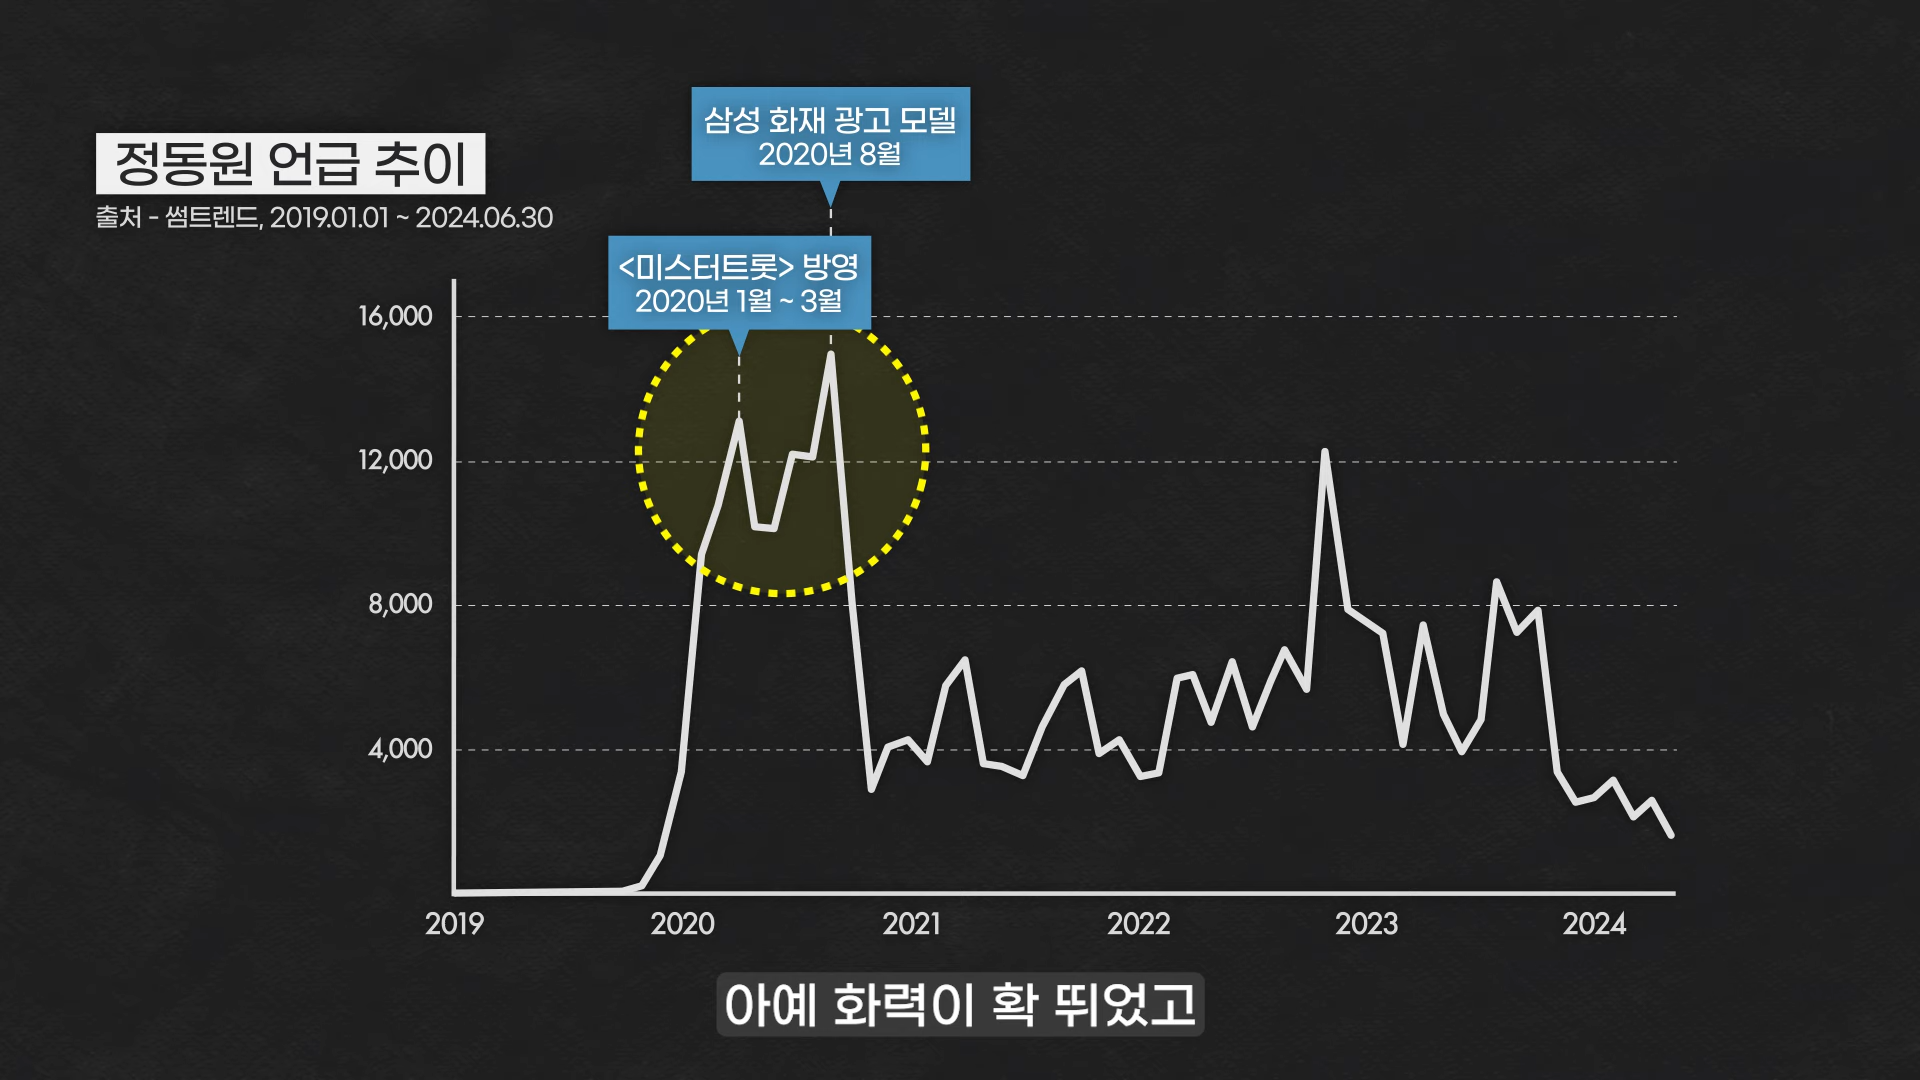 삼성 화재 광고 모델
2020년 8월
정동원 언급 추이
출처 - 썸트렌드, 2019.01.01 ~ 2024.06.30
<미스터트롯> 방영
2020년 1월 ~ 3월
16,000
12,000
8,000
4,000
2019 2020 2021 2022 2023 2024
아예 화력이 확 뛰었고